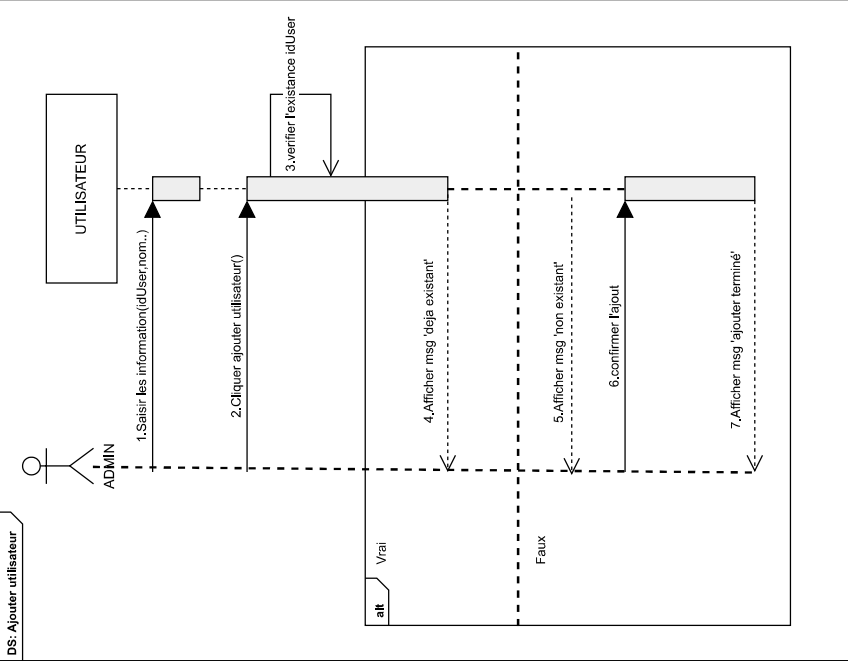 DS: Ajouter utilisateur
ADMIN
UTILISATEUR
1.Saisir les information(idUser,nom..)
2.Cliquer ajouter utilisateur()
3.verifier l'existance idUser
alt
Vrai
4.Afficher msg 'deja existant'
Faux
5.Afficher msg 'non existant'
6.confirmer l'ajout
7.Afficher msg 'ajouter terminé'